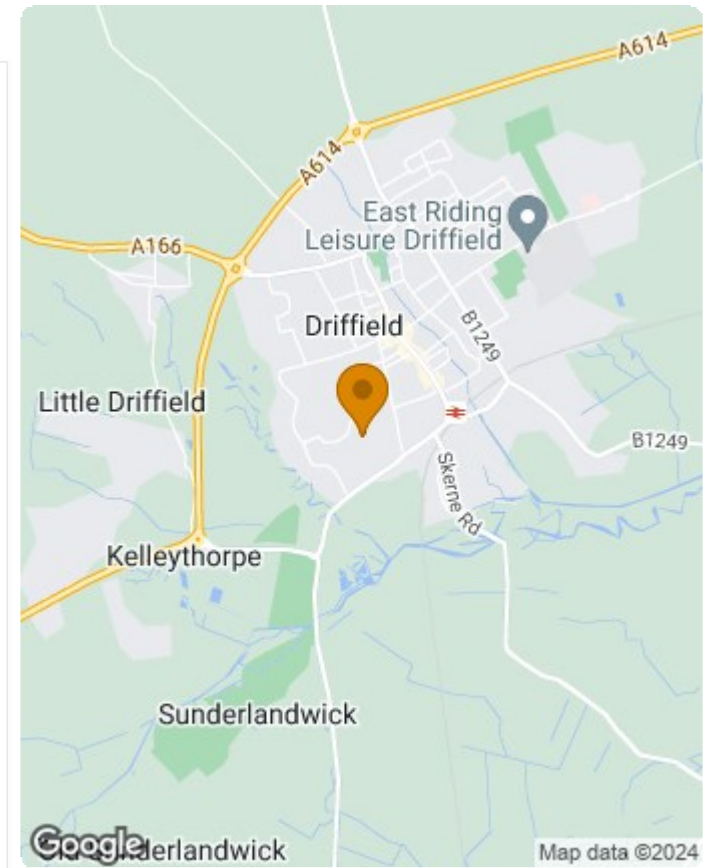 A614
A614
A166
East Riding
Leisure Driffield
Driffield
B1249
Little Driffield
B1249
Skerne Rd
Kelleythorpe
Sunderlandwick
Google
Sunderlandwick
Map data ©2024